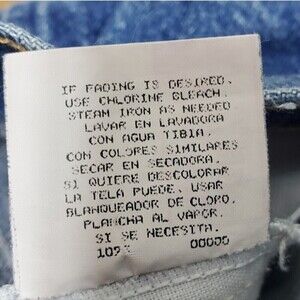 IF FADING IS DESIRED,
USE CHLORINE BLEACH.
STEAM IRON AS NEEDED
LAVAR EN LAVADORA
CON AGUA TIBIA.
CON COLORES SIMILARES
SECAR EN SECADORA.
SI QUIERE DESCOLORAR
LA TELA PUEDE. USAR
BLANQUEADOR DE CLORO.
PLANCHA AL VAPOR.
SI SE NECESITA.
00000